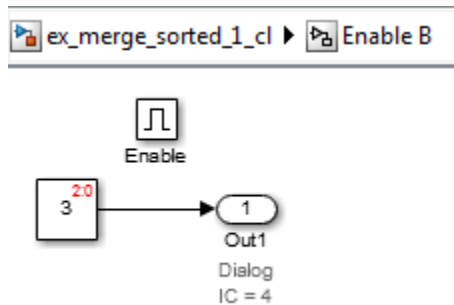 ex_merge_sorted_1_cl ▶ Enable B
Enable
2:0
3
1
Out1
Dialog
IC = 4